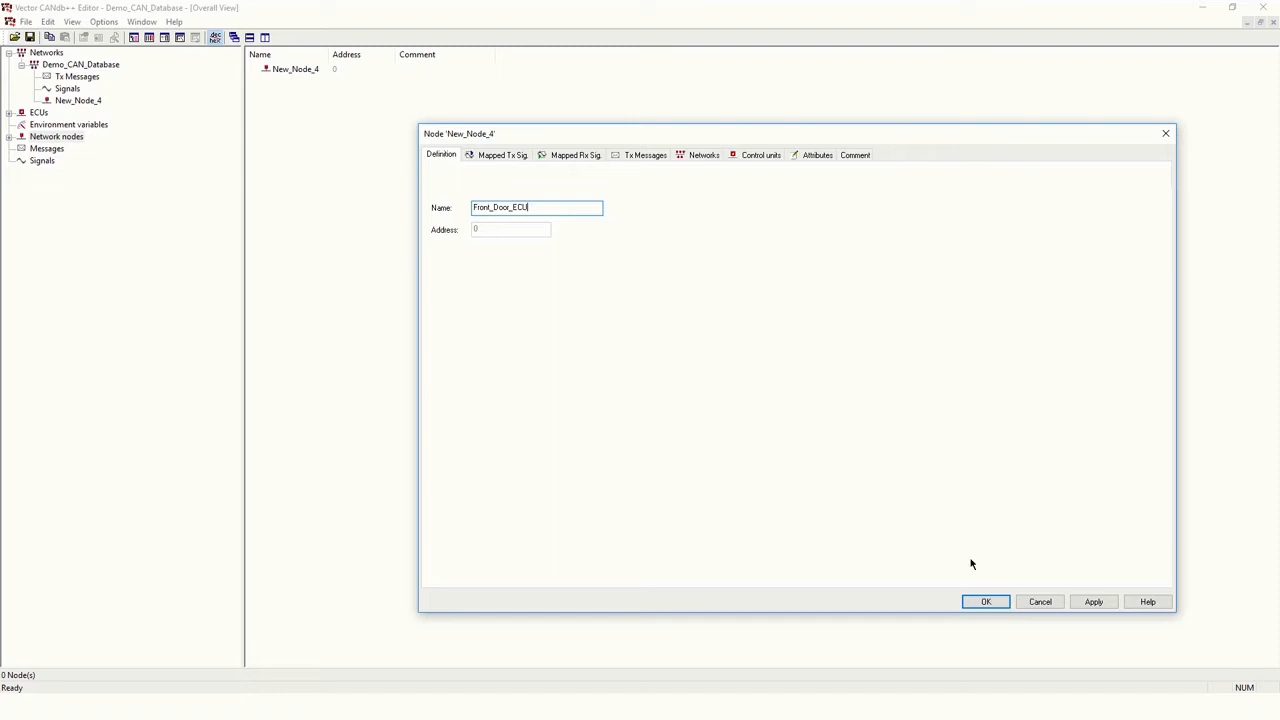 Vector CANdb++ Editor - Demo_CAN_Database - [Overall View]
File Edit View Options Window Help
Networks
Demo_CAN_Database
Tx Messages
Signals
New_Node_4
ECUs
Environment variables
Network nodes
Messages
Signals
Name Address Comment
New_Node_4 0
Node 'New_Node_4'
Definition Mapped Tx Sig. Mapped Rx Sig. Tx Messages Networks Control units Attributes Comment
Name: Front_Door_ECU
Address: 0
OK Cancel Apply Help
0 Node(s)
Ready NUM